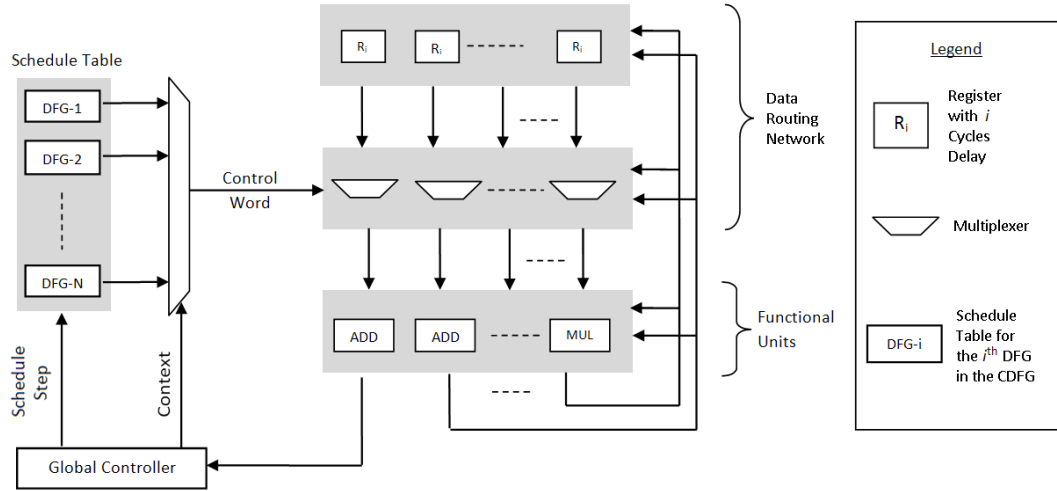 Schedule Table
DFG-1
DFG-2
DFG-N
Schedule
Step
Context
Global Controller
Control
Word
Ri
Ri
Ri
ADD
ADD
MUL
Data
Routing
Network
Functional
Units
Legend
Ri
Register
with i
Cycles
Delay
Multiplexer
DFG-i
Schedule
Table for
the ith DFG
in the CDFG